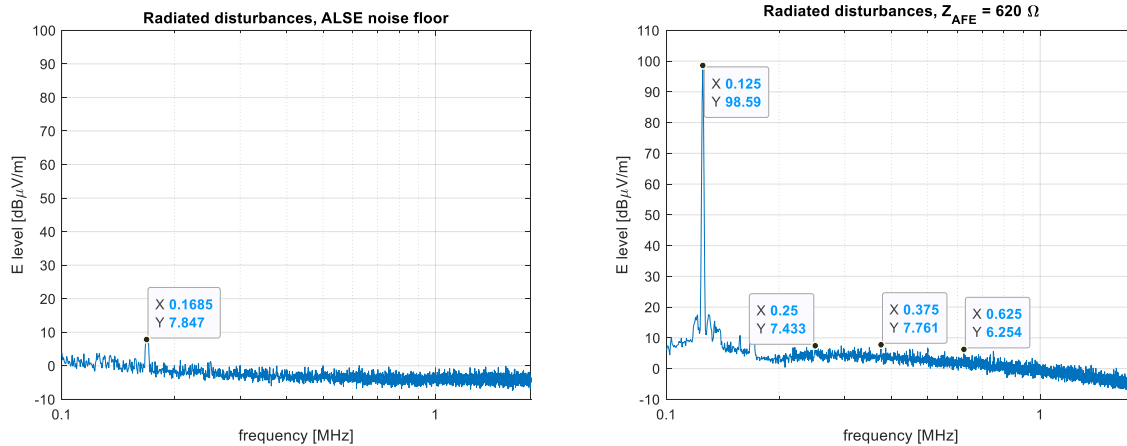 Radiated disturbances, ALSE noise floor
100
90
80
70
60
50
40
30
20
10
0
-10
E level [dBμV/m]
X 0.1685
Y 7.847
0.1
1
frequency [MHz]
Radiated disturbances, Z_AFE = 620 Ω
110
100
90
80
70
60
50
40
30
20
10
0
-10
E level [dBμV/m]
X 0.125
Y 98.59
X 0.25
Y 7.433
X 0.375
Y 7.761
X 0.625
Y 6.254
0.1
1
frequency [MHz]